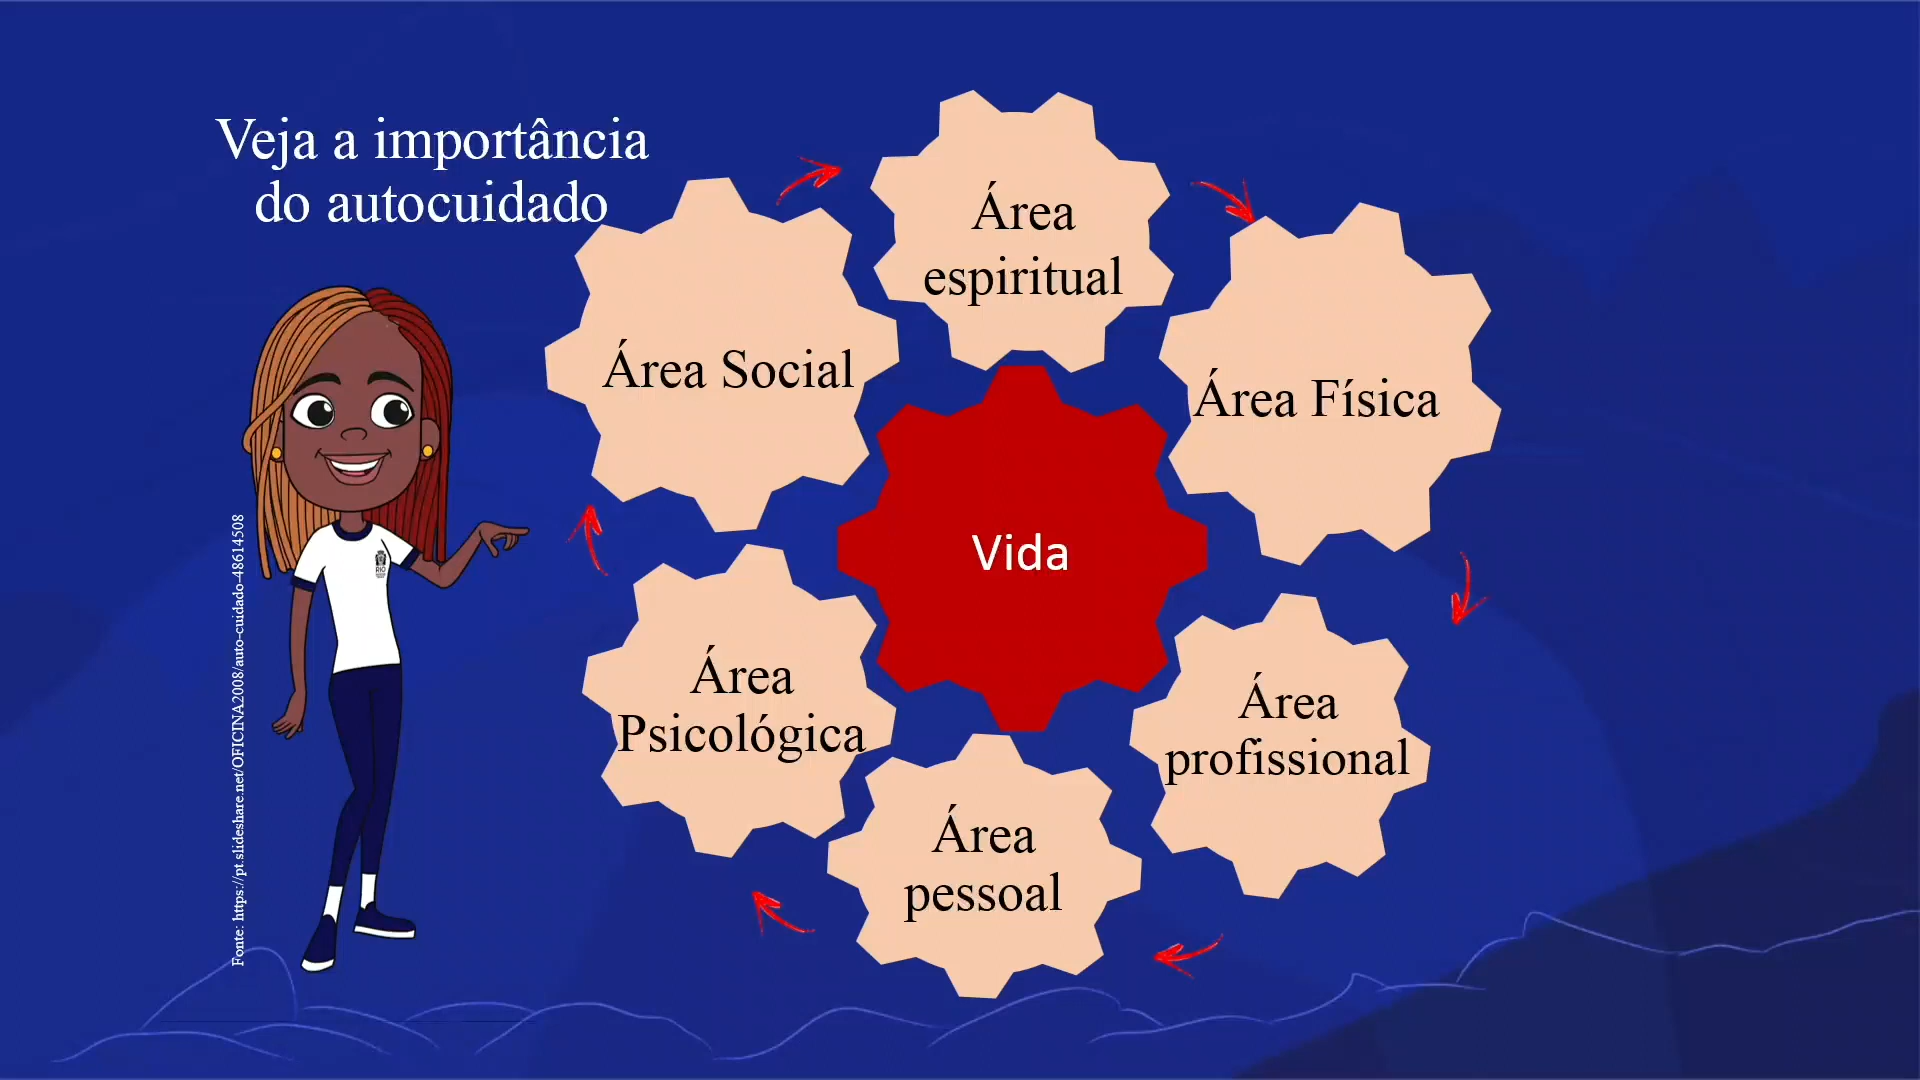 Veja a importância
do autocuidado
Área
espiritual
Área Social
Área Física
Vida
Área
Psicológica
Área
profissional
Área
pessoal
RIO
Fonte: https://pt.slideshare.net/OFICINA2008/auto-cuidado-48614508